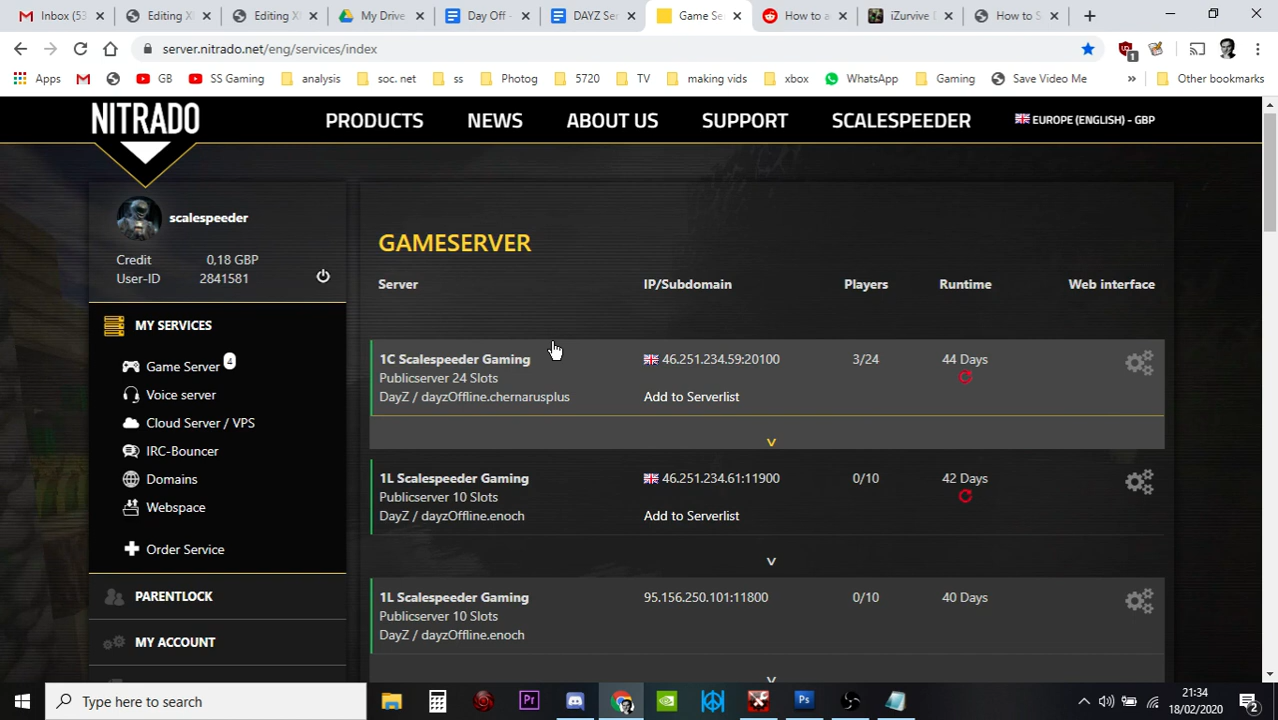 Inbox (53
Editing X
Editing X
My Drive
Day Off -
DAYZ Ser
Game Se
How to a
iZurvive D
How to S
server.nitrado.net/eng/services/index
1
Apps
GB
SS Gaming
analysis
soc. net
ss
Photog
5720
TV
making vids
xbox
WhatsApp
Gaming
Save Video Me
»
Other bookmarks
NITRADO
PRODUCTS
NEWS
ABOUT US
SUPPORT
SCALESPEEDER
EUROPE (ENGLISH) - GBP
scalespeeder
Credit 0,18 GBP
User-ID 2841581
MY SERVICES
Game Server 4
Voice server
Cloud Server / VPS
IRC-Bouncer
Domains
Webspace
Order Service
PARENTLOCK
MY ACCOUNT
GAMESERVER
Server IP/Subdomain Players Runtime Web interface
1C Scalespeeder Gaming 46.251.234.59:20100 3/24 44 Days
Publicserver 24 Slots
DayZ / dayzOffline.chernarusplus Add to Serverlist
v
1L Scalespeeder Gaming 46.251.234.61:11900 0/10 42 Days
Publicserver 10 Slots
DayZ / dayzOffline.enoch Add to Serverlist
v
1L Scalespeeder Gaming 95.156.250.101:11800 0/10 40 Days
Publicserver 10 Slots
DayZ / dayzOffline.enoch
v
Type here to search
Pr
Ps
21:34
18/02/2020
2